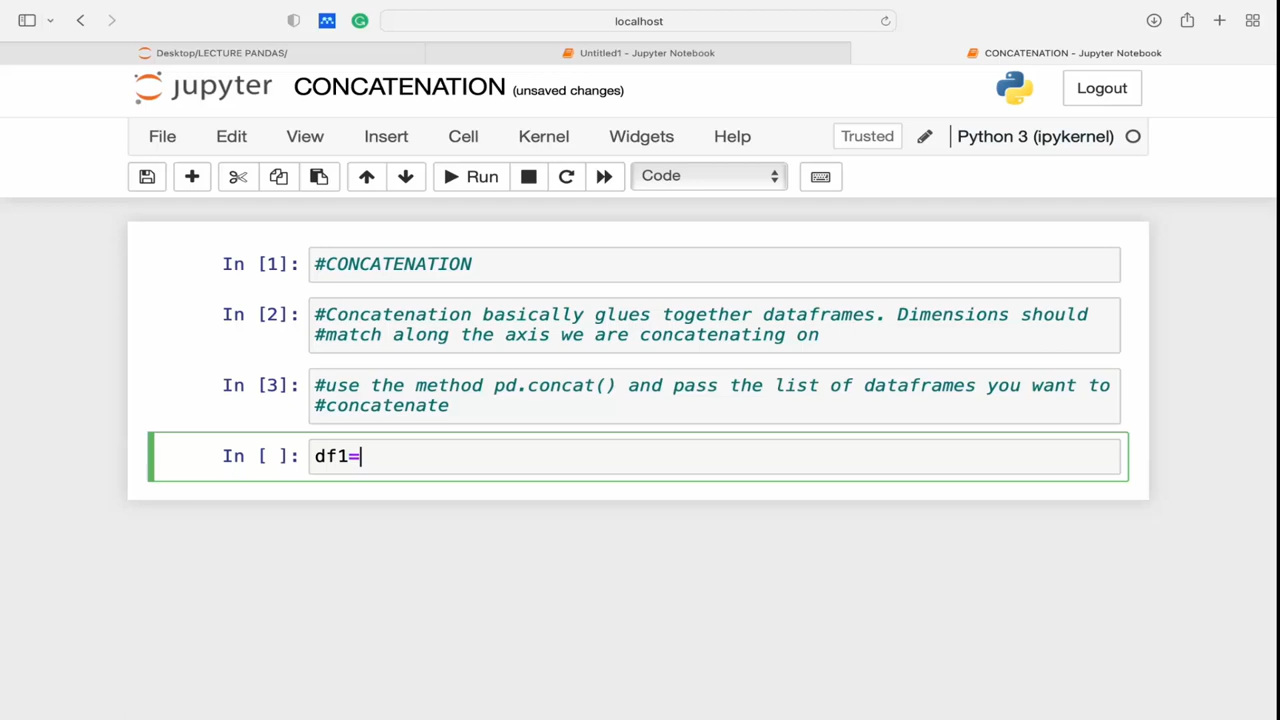 localhost
Desktop/LECTURE PANDAS/
Untitled1 - Jupyter Notebook
CONCATENATION - Jupyter Notebook
jupyter CONCATENATION (unsaved changes)
Logout
File Edit View Insert Cell Kernel Widgets Help Trusted Python 3 (ipykernel)
Run Code
In [1]: #CONCATENATION
In [2]: #Concatenation basically glues together dataframes. Dimensions should
#match along the axis we are concatenating on
In [3]: #use the method pd.concat() and pass the list of dataframes you want to
#concatenate
In [ ]: df1=